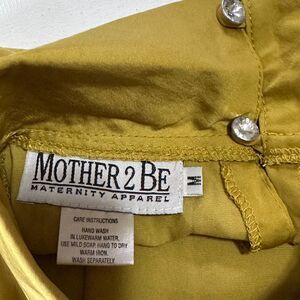 MOTHER 2 BE
MATERNITY APPAREL
M
CARE INSTRUCTIONS
HAND WASH
IN LUKEWARM WATER,
USE MILD SOAP. HANG TO DRY
WARM IRON.
WASH SEPARATELY.